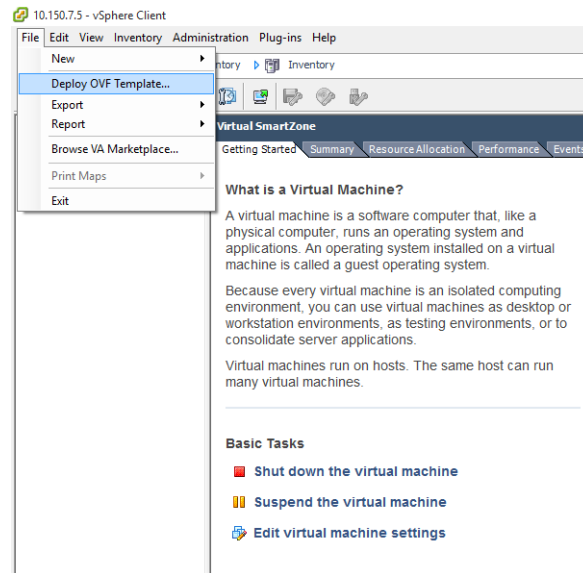 10.150.7.5 - vSphere Client
File Edit View Inventory Administration Plug-ins Help
New
ntory Inventory
Deploy OVF Template...
Export
Report
Virtual SmartZone
Browse VA Marketplace...
Getting Started Summary Resource Allocation Performance Events
Print Maps
Exit
What is a Virtual Machine?
A virtual machine is a software computer that, like a
physical computer, runs an operating system and
applications. An operating system installed on a virtual
machine is called a guest operating system.
Because every virtual machine is an isolated computing
environment, you can use virtual machines as desktop or
workstation environments, as testing environments, or to
consolidate server applications.
Virtual machines run on hosts. The same host can run
many virtual machines.
Basic Tasks
Shut down the virtual machine
Suspend the virtual machine
Edit virtual machine settings